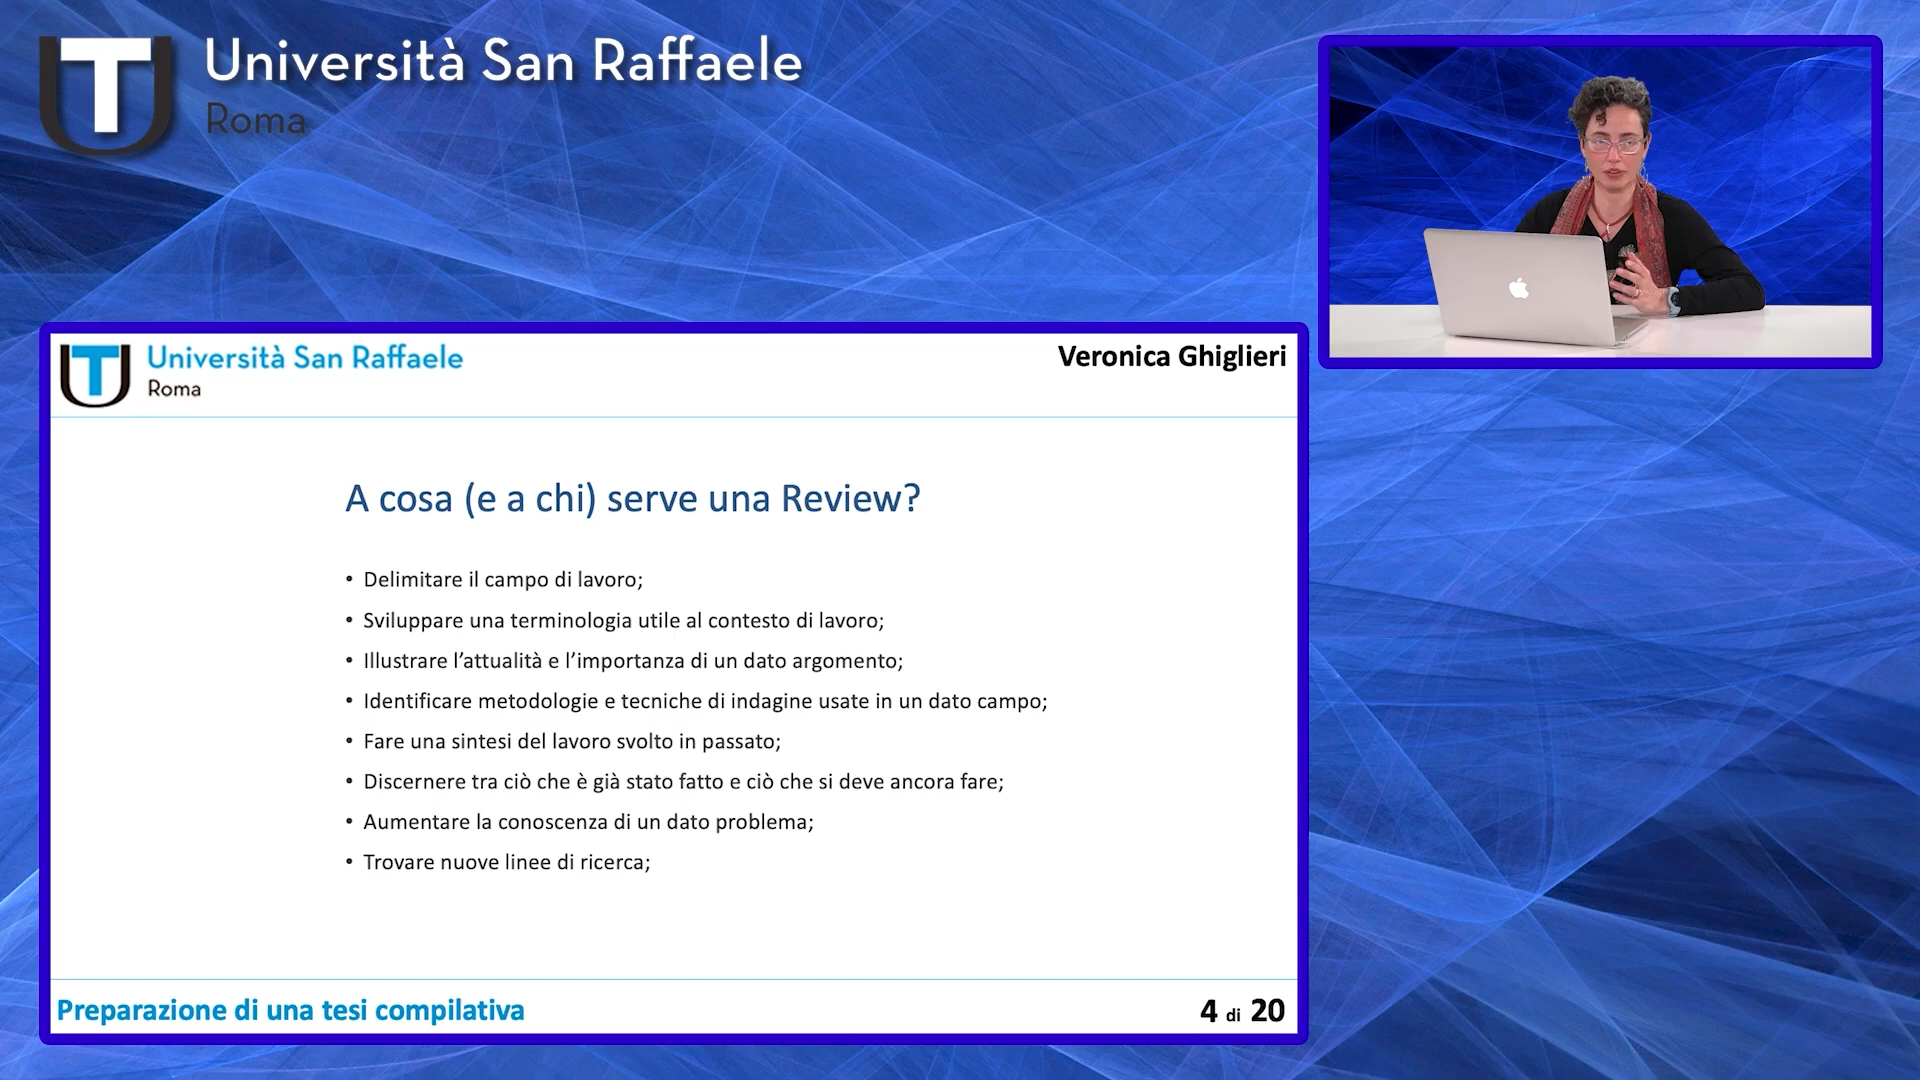 Università San Raffaele
Roma
Università San Raffaele
Roma
Veronica Ghiglieri
A cosa (e a chi) serve una Review?
• Delimitare il campo di lavoro;
• Sviluppare una terminologia utile al contesto di lavoro;
• Illustrare l’attualità e l’importanza di un dato argomento;
• Identificare metodologie e tecniche di indagine usate in un dato campo;
• Fare una sintesi del lavoro svolto in passato;
• Discernere tra ciò che è già stato fatto e ciò che si deve ancora fare;
• Aumentare la conoscenza di un dato problema;
• Trovare nuove linee di ricerca;
Preparazione di una tesi compilativa
4 di 20